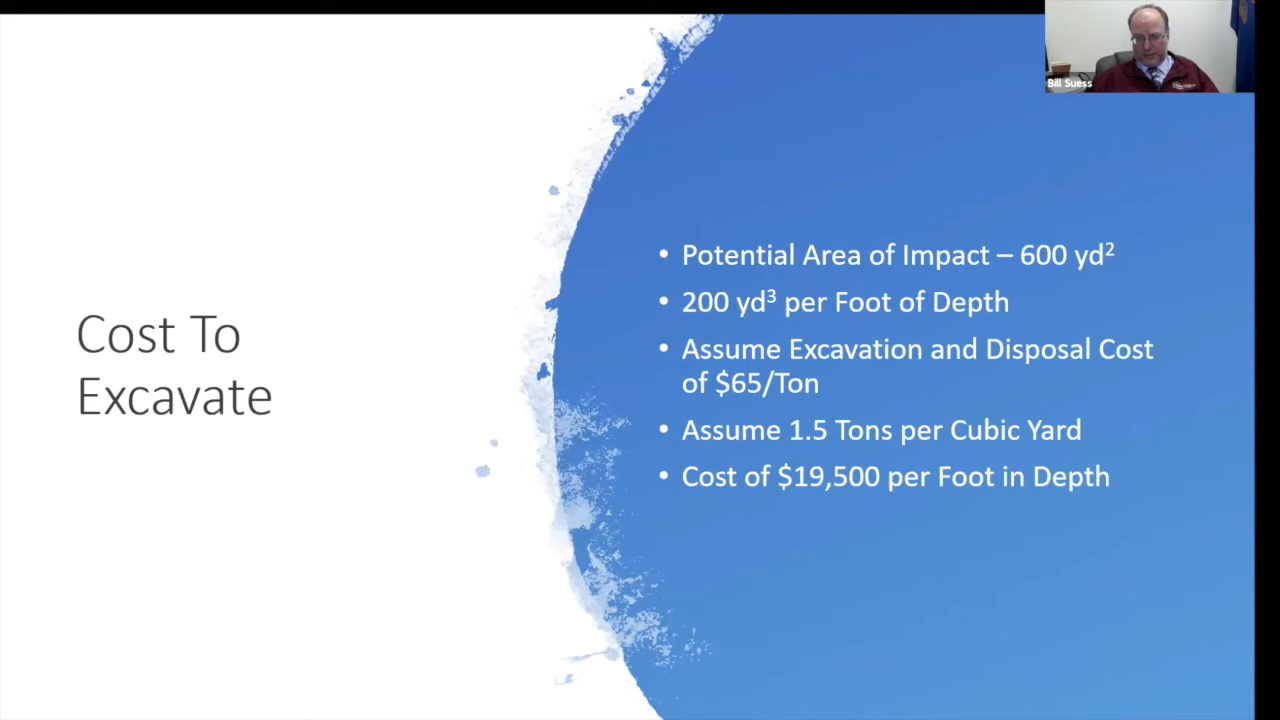 Bill Suess
Cost To
Excavate
• Potential Area of Impact – 600 yd²
• 200 yd³ per Foot of Depth
• Assume Excavation and Disposal Cost
of $65/Ton
• Assume 1.5 Tons per Cubic Yard
• Cost of $19,500 per Foot in Depth